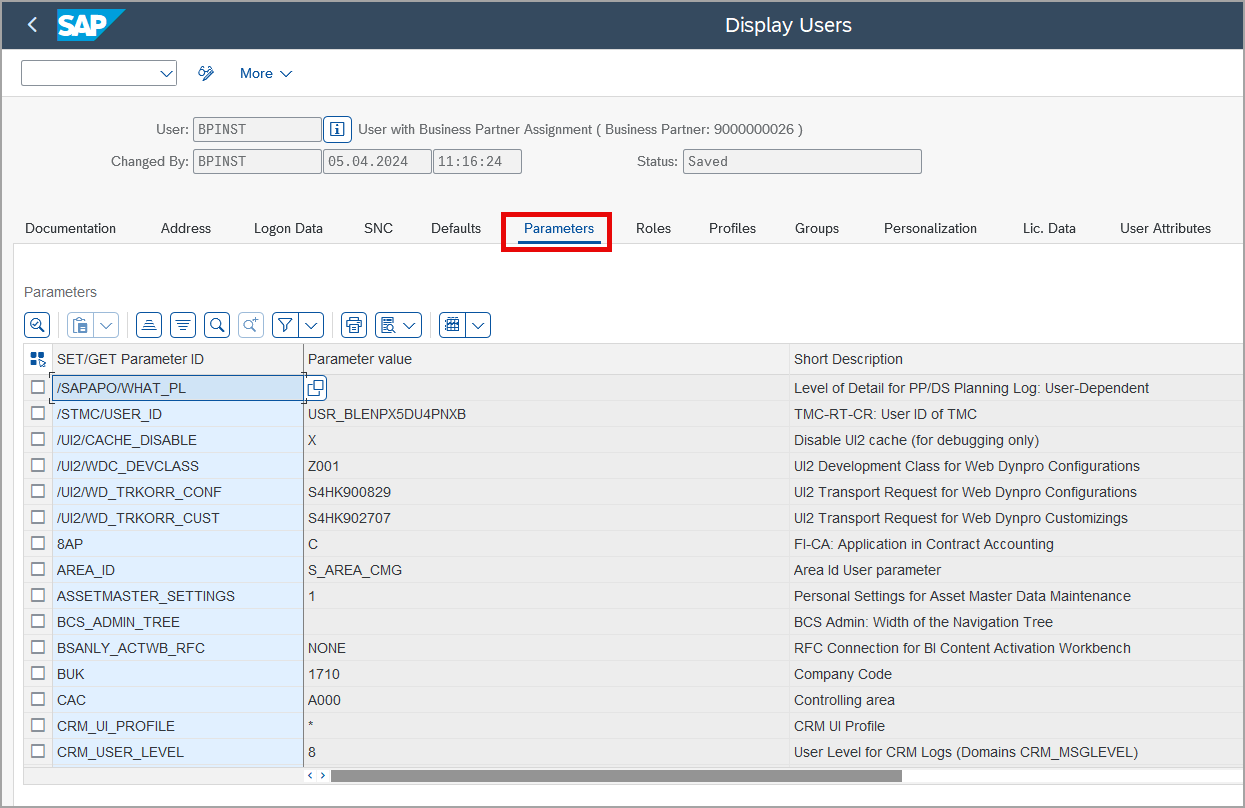 SAP Display Users
More
User: BPINST User with Business Partner Assignment ( Business Partner: 9000000026 )
Changed By: BPINST 05.04.2024 11:16:24 Status: Saved
Documentation Address Logon Data SNC Defaults Parameters Roles Profiles Groups Personalization Lic. Data User Attributes
Parameters
SET/GET Parameter ID Parameter value Short Description
/SAPAPO/WHAT_PL Level of Detail for PP/DS Planning Log: User-Dependent
/STMC/USER_ID USR_BLENPX5DU4PNXB TMC-RT-CR: User ID of TMC
/UI2/CACHE_DISABLE X Disable UI2 cache (for debugging only)
/UI2/WDC_DEVCLASS Z001 UI2 Development Class for Web Dynpro Configurations
/UI2/WD_TRKORR_CONF S4HK900829 UI2 Transport Request for Web Dynpro Configurations
/UI2/WD_TRKORR_CUST S4HK902707 UI2 Transport Request for Web Dynpro Customizings
8AP C FI-CA: Application in Contract Accounting
AREA_ID S_AREA_CMG Area Id User parameter
ASSETMASTER_SETTINGS 1 Personal Settings for Asset Master Data Maintenance
BCS_ADMIN_TREE BCS Admin: Width of the Navigation Tree
BSANLY_ACTWB_RFC NONE RFC Connection for BI Content Activation Workbench
BUK 1710 Company Code
CAC A000 Controlling area
CRM_UI_PROFILE * CRM UI Profile
CRM_USER_LEVEL 8 User Level for CRM Logs (Domains CRM_MSGLEVEL)